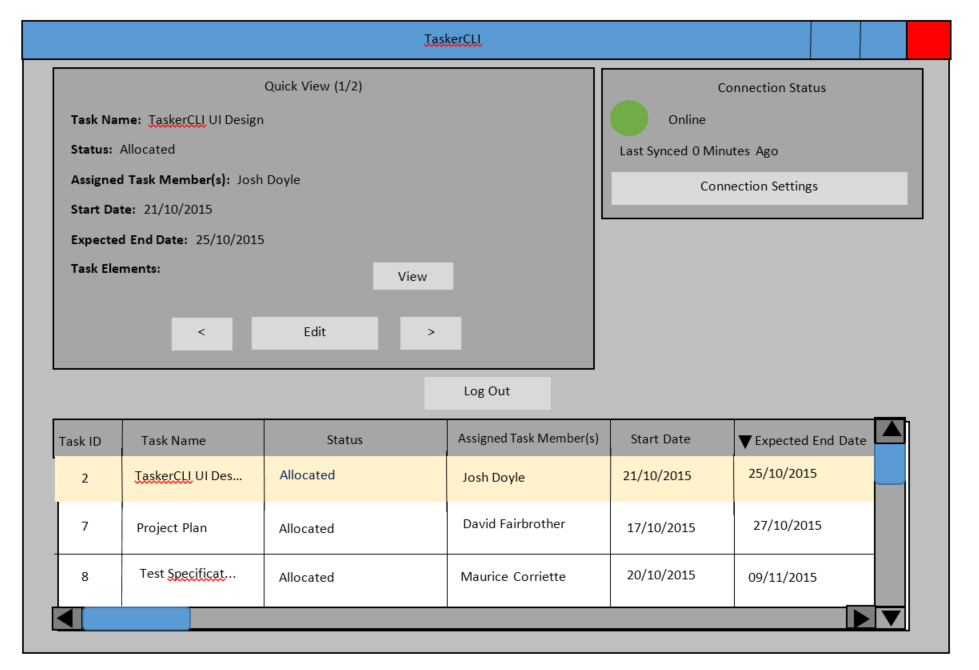 TaskerCLI
Quick View (1/2)
Task Name: TaskerCLI UI Design
Status: Allocated
Assigned Task Member(s): Josh Doyle
Start Date: 21/10/2015
Expected End Date: 25/10/2015
Task Elements:
View
< Edit >
Connection Status
Online
Last Synced 0 Minutes Ago
Connection Settings
Log Out
Task ID Task Name Status Assigned Task Member(s) Start Date ▼ Expected End Date
2 TaskerCLI UI Des... Allocated Josh Doyle 21/10/2015 25/10/2015
7 Project Plan Allocated David Fairbrother 17/10/2015 27/10/2015
8 Test Specificat... Allocated Maurice Corriette 20/10/2015 09/11/2015